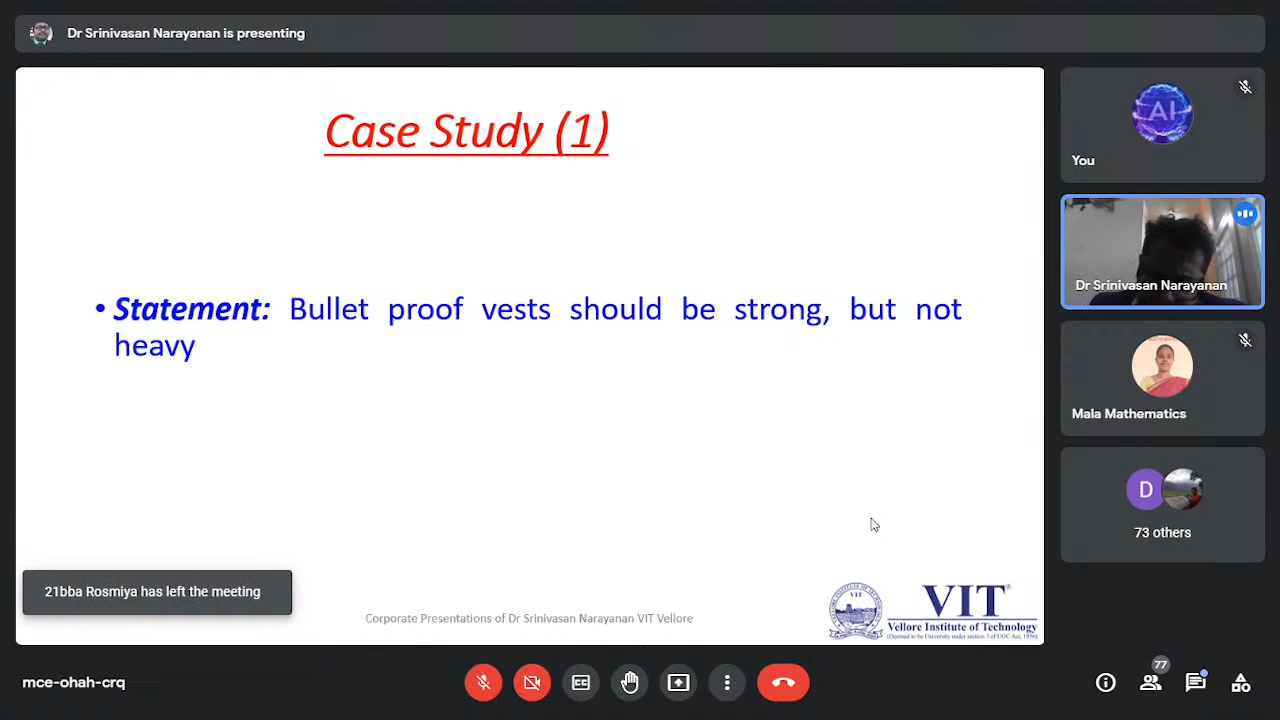 Dr Srinivasan Narayanan is presenting
Case Study (1)
• Statement: Bullet proof vests should be strong, but not
heavy
21bba Rosmiya has left the meeting
Corporate Presentations of Dr Srinivasan Narayanan VIT Vellore
VIT
VIT®
Vellore Institute of Technology
(Deemed to be University under section 3 of UGC Act, 1956)
AI
You
Dr Srinivasan Narayanan
Mala Mathematics
D
73 others
mce-ohah-crq
CC
77